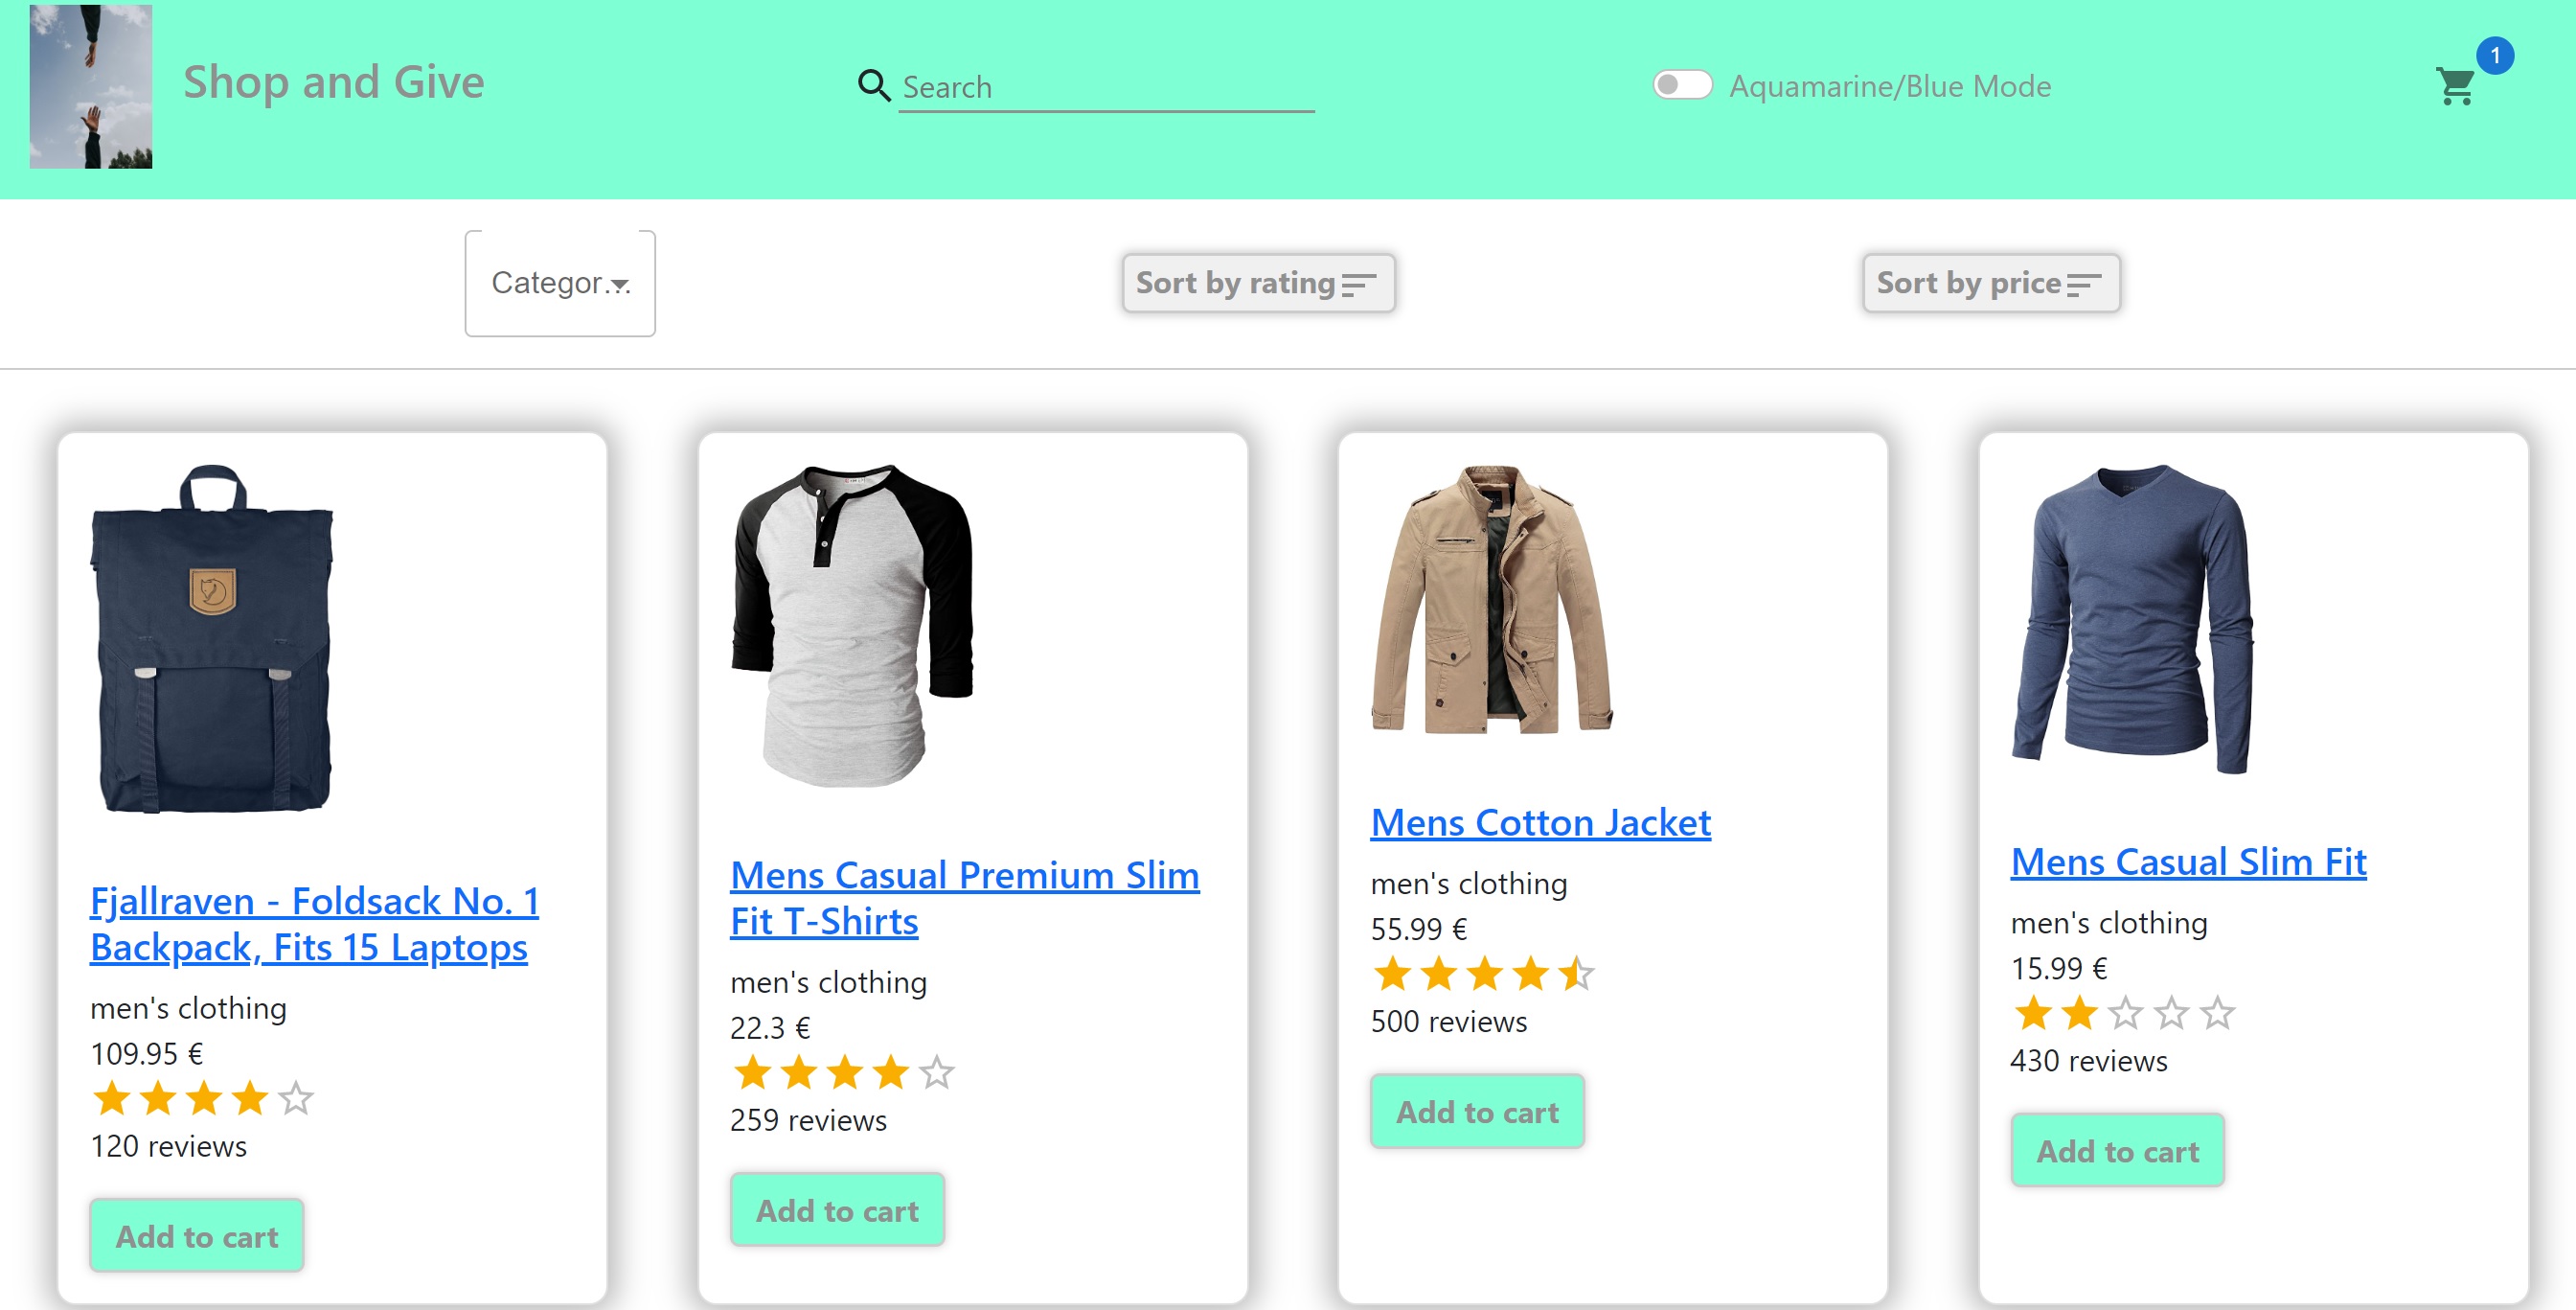 Shop and Give
Search
Aquamarine/Blue Mode
1
Categor...
Sort by rating
Sort by price
Fjallraven - Foldsack No. 1
Backpack, Fits 15 Laptops
men's clothing
109.95 €
120 reviews
Add to cart
Mens Casual Premium Slim
Fit T-Shirts
men's clothing
22.3 €
259 reviews
Add to cart
Mens Cotton Jacket
men's clothing
55.99 €
500 reviews
Add to cart
Mens Casual Slim Fit
men's clothing
15.99 €
430 reviews
Add to cart